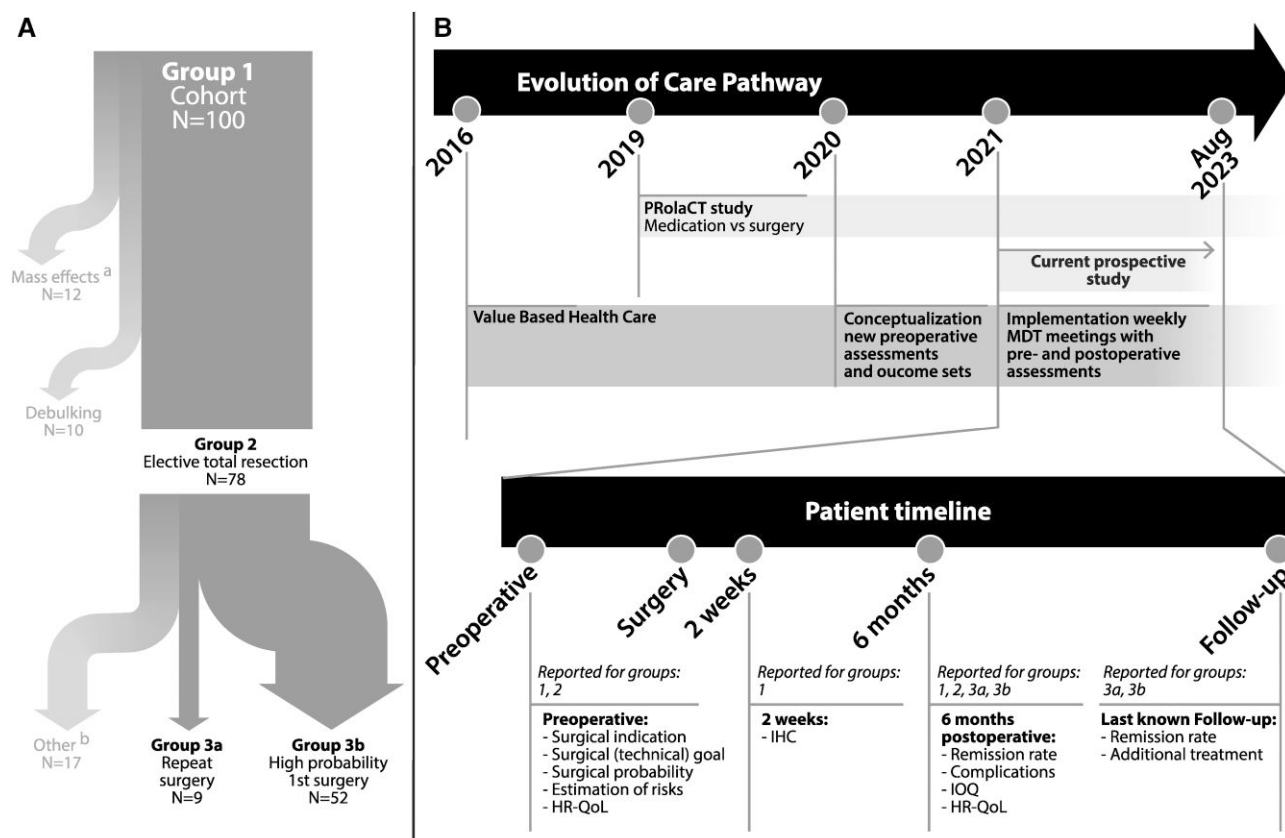 A
Group 1
Cohort
N=100
Mass effects a
N=12
Debulking
N=10
Group 2
Elective total resection
N=78
Other b
N=17
Group 3a
Repeat
surgery
N=9
Group 3b
High probability
1st surgery
N=52
B
Evolution of Care Pathway
2016
2019
2020
2021
Aug
2023
PRolaCT study
Medication vs surgery
Current prospective
study
Value Based Health Care
Conceptualization
new preoperative
assessments
and oucome sets
Implementation weekly
MDT meetings with
pre- and postoperative
assessments
Patient timeline
Preoperative
Surgery
2 weeks
6 months
Follow-up
Reported for groups:
1, 2
Preoperative:
- Surgical indication
- Surgical (technical) goal
- Surgical probability
- Estimation of risks
- HR-QoL
Reported for groups:
1
2 weeks:
- IHC
Reported for groups:
1, 2, 3a, 3b
6 months
postoperative:
- Remission rate
- Complications
- IOQ
- HR-QoL
Reported for groups:
3a, 3b
Last known Follow-up:
- Remission rate
- Additional treatment